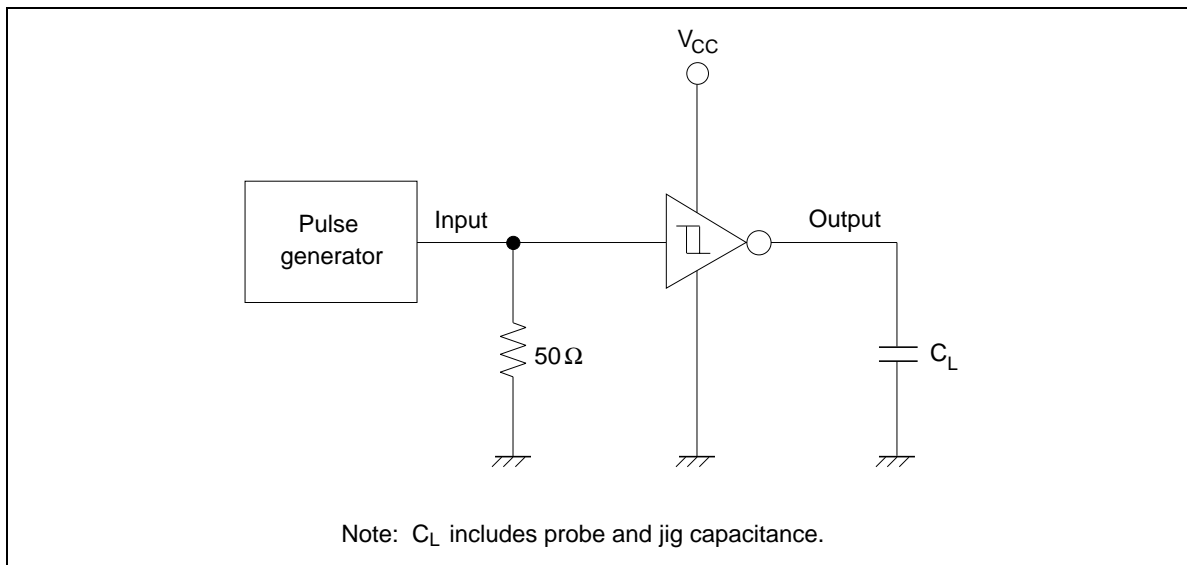 VCC
Pulse
generator
Input
Output
50Ω
CL
Note: CL includes probe and jig capacitance.